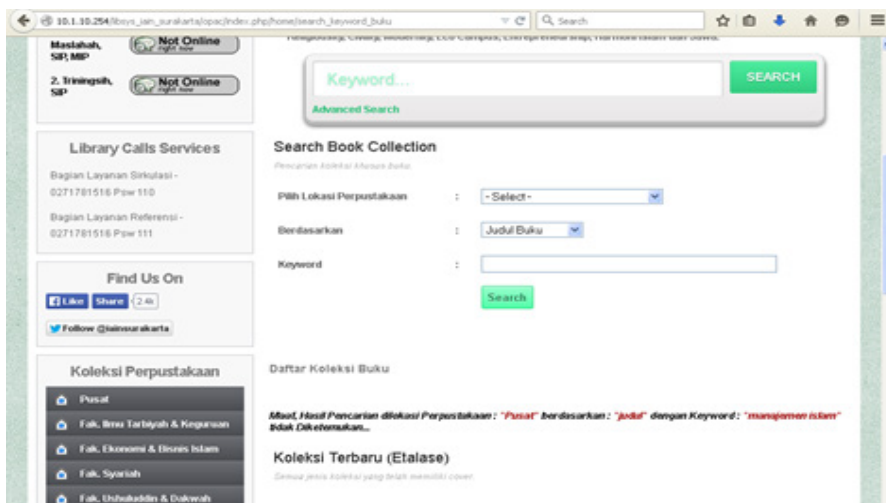 10.1.10.254/libsys_iain_surakarta/opac/index.php/home/search_keyword_buku
Search
Maslahah, SIP, MIP
Not Online
right now
2. Triningsih, SIP
Not Online
right now
Keyword...
SEARCH
Advanced Search
Library Calls Services
Bagian Layanan Sirkulasi -
0271781516 Psw 110
Bagian Layanan Referensi -
0271781516 Psw 111
Find Us On
Like Share 2.4k
Follow @iainsurakarta
Koleksi Perpustakaan
Pusat
Fak. Ilmu Tarbiyah & Keguruan
Fak. Ekonomi & Bisnis Islam
Fak. Syariah
Fak. Ushuluddin & Dakwah
Search Book Collection
Pencarian koleksi khusus buku.
Pilih Lokasi Perpustakaan : - Select -
Berdasarkan : Judul Buku
Keyword :
Search
Daftar Koleksi Buku
Maaf, Hasil Pencarian dilokasi Perpustakaan : "Pusat" berdasarkan : "judul" dengan Keyword : "manajemen islam"
tidak Diketemukan...
Koleksi Terbaru (Etalase)
Semua jenis koleksi yang telah memiliki cover.